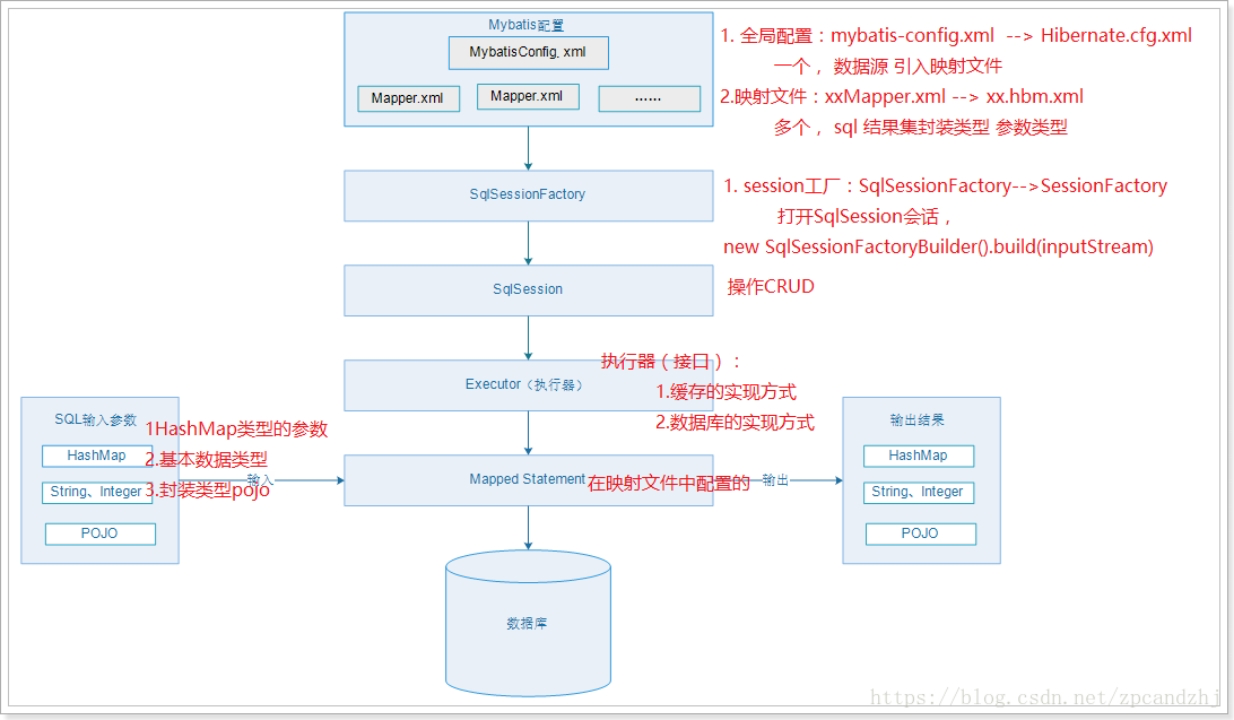 Mybatis配置
MybatisConfig. xml
Mapper.xml
Mapper.xml
......
1. 全局配置：mybatis-config.xml --> Hibernate.cfg.xml
一个， 数据源 引入映射文件
2.映射文件：xxMapper.xml --> xx.hbm.xml
多个， sql 结果集封装类型 参数类型
SqlSessionFactory
1. session工厂：SqlSessionFactory-->SessionFactory
打开SqlSession会话，
new SqlSessionFactoryBuilder().build(inputStream)
SqlSession
操作CRUD
Executor（执行器）
执行器（接口）：
1.缓存的实现方式
2.数据库的实现方式
SQL输入参数
HashMap
String、Integer
POJO
1HashMap类型的参数
2.基本数据类型
3.封装类型pojo
输入
Mapped Statement
在映射文件中配置的
输出
输出结果
HashMap
String、Integer
POJO
数据库
https://blog.csdn.net/zpcandzhj